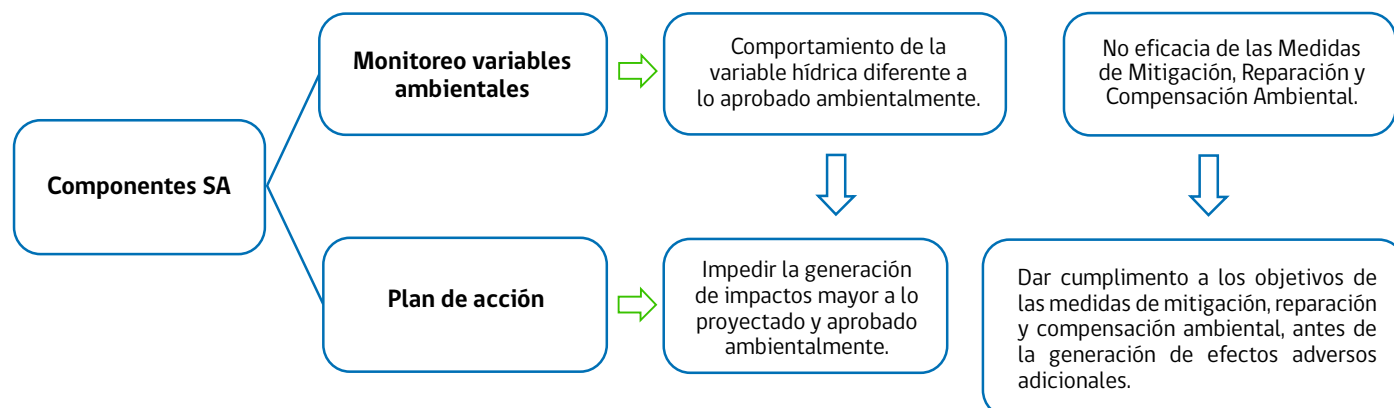 Componentes SA
Monitoreo variables
ambientales
Comportamiento de la
variable hídrica diferente a
lo aprobado ambientalmente.
No eficacia de las Medidas
de Mitigación, Reparación y
Compensación Ambiental.
Plan de acción
Impedir la generación
de impactos mayor a lo
proyectado y aprobado
ambientalmente.
Dar cumplimento a los objetivos de
las medidas de mitigación, reparación
y compensación ambiental, antes de
la generación de efectos adversos
adicionales.